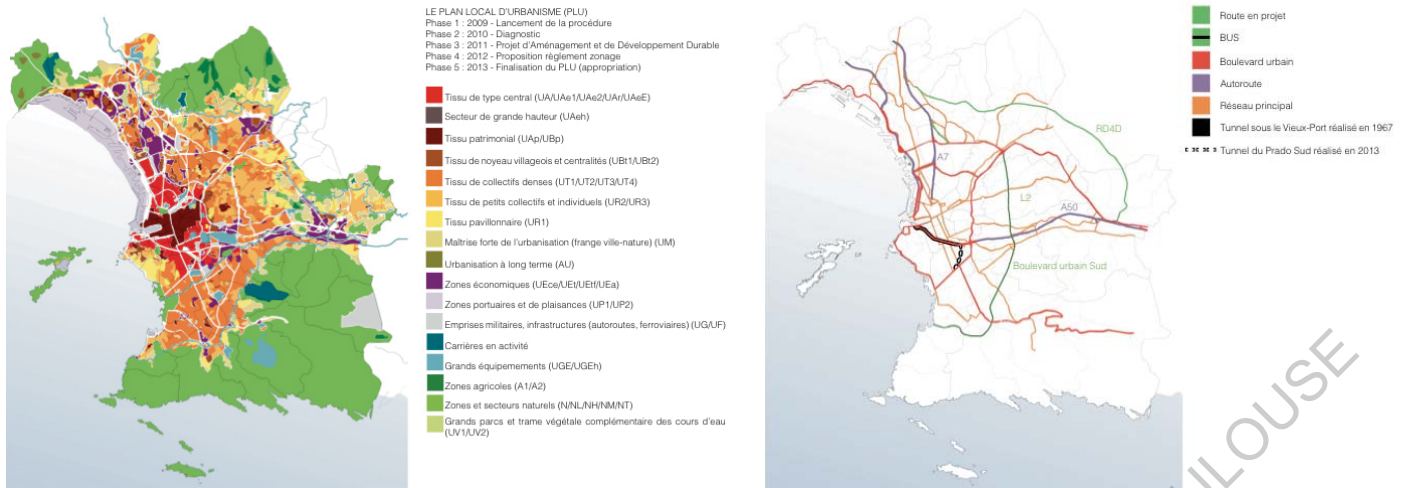 LE PLAN LOCAL D'URBANISME (PLU)
Phase 1 : 2009 - Lancement de la procédure
Phase 2 : 2010 - Diagnostic
Phase 3 : 2011 - Projet d'Aménagement et de Développement Durable
Phase 4 : 2012 - Proposition règlement zonage
Phase 5 : 2013 - Finalisation du PLU (appropriation)
Tissu de type central (UA/UAe1/UAe2/UAr/UAeE)
Secteur de grande hauteur (UAeh)
Tissu patrimonial (UAp/UBp)
Tissu de noyeau villageois et centralités (UBt1/UBt2)
Tissu de collectifs denses (UT1/UT2/UT3/UT4)
Tissu de petits collectifs et individuels (UR2/UR3)
Tissu pavillonnaire (UR1)
Maîtrise forte de l'urbanisation (frange ville-nature) (UM)
Urbanisation à long terme (AU)
Zones économiques (UEce/UEt/UEtf/UEa)
Zones portuaires et de plaisances (UP1/UP2)
Emprises militaires, infrastructures (autoroutes, ferroviaires) (UG/UF)
Carrières en activité
Grands équipements (UGE/UGEh)
Zones agricoles (A1/A2)
Zones et secteurs naturels (N/NL/NH/NM/NT)
Grands parcs et trame végétale complémentaire des cours d'eau
(UV1/UV2)
RD4D
A7
L2
A50
Boulevard urbain Sud
Route en projet
BUS
Boulevard urbain
Autoroute
Réseau principal
Tunnel sous le Vieux-Port réalisé en 1967
Tunnel du Prado Sud réalisé en 2013